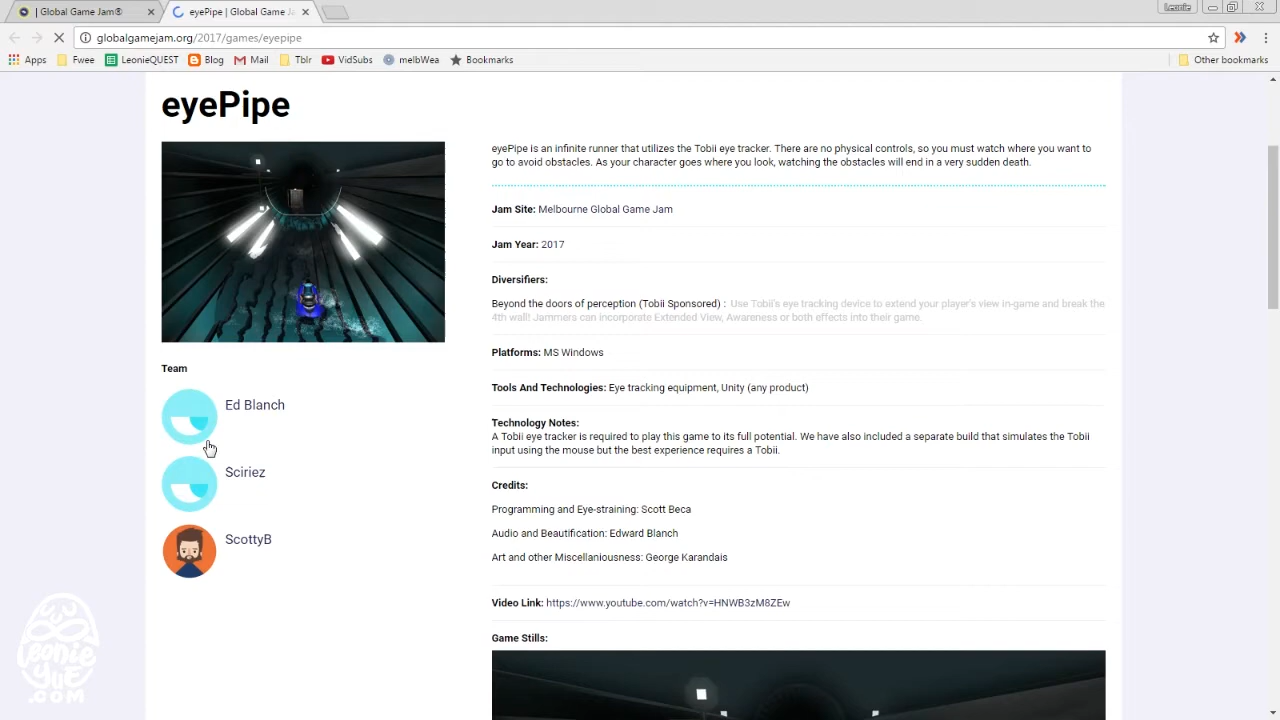 | Global Game Jam®
eyePipe | Global Game Ja
Leonie
globalgamejam.org/2017/games/eyepipe
Apps Fwee LeonieQUEST Blog Mail Tblr VidSubs melbWea Bookmarks Other bookmarks
eyePipe
eyePipe is an infinite runner that utilizes the Tobii eye tracker. There are no physical controls, so you must watch where you want to
go to avoid obstacles. As your character goes where you look, watching the obstacles will end in a very sudden death.
Jam Site: Melbourne Global Game Jam
Jam Year: 2017
Diversifiers:
Beyond the doors of perception (Tobii Sponsored) : Use Tobii's eye tracking device to extend your player's view in-game and break the
4th wall! Jammers can incorporate Extended View, Awareness or both effects into their game.
Platforms: MS Windows
Tools And Technologies: Eye tracking equipment, Unity (any product)
Technology Notes:
A Tobii eye tracker is required to play this game to its full potential. We have also included a separate build that simulates the Tobii
input using the mouse but the best experience requires a Tobii.
Credits:
Programming and Eye-straining: Scott Beca
Audio and Beautification: Edward Blanch
Art and other Miscellaniousness: George Karandais
Video Link: https://www.youtube.com/watch?v=HNWB3zM8ZEw
Game Stills:
Team
Ed Blanch
Sciriez
ScottyB
Leonie
YUE
.COM